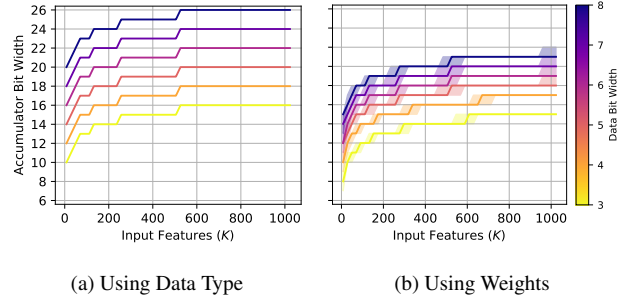 26
24
22
20
18
16
14
12
10
8
6
Accumulator Bit Width
0 200 400 600 800 1000
Input Features (K)
0 200 400 600 800 1000
Input Features (K)
8
7
6
5
4
3
Data Bit Width
(a) Using Data Type
(b) Using Weights